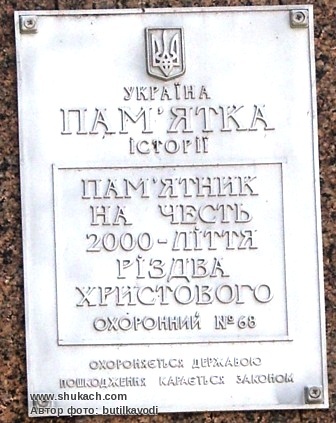 УКРАЇНА
ПАМ'ЯТКА
ІСТОРІЇ
ПАМ'ЯТНИК
НА ЧЕСТЬ
2000-ЛІТТЯ
РІЗДВА
ХРИСТОВОГО
ОХОРОННИЙ №68
ОХОРОНЯЄТЬСЯ ДЕРЖАВОЮ
ПОШКОДЖЕННЯ КАРАЄТЬСЯ ЗАКОНОМ
www.shukach.com
Автор фото: butilkavodi